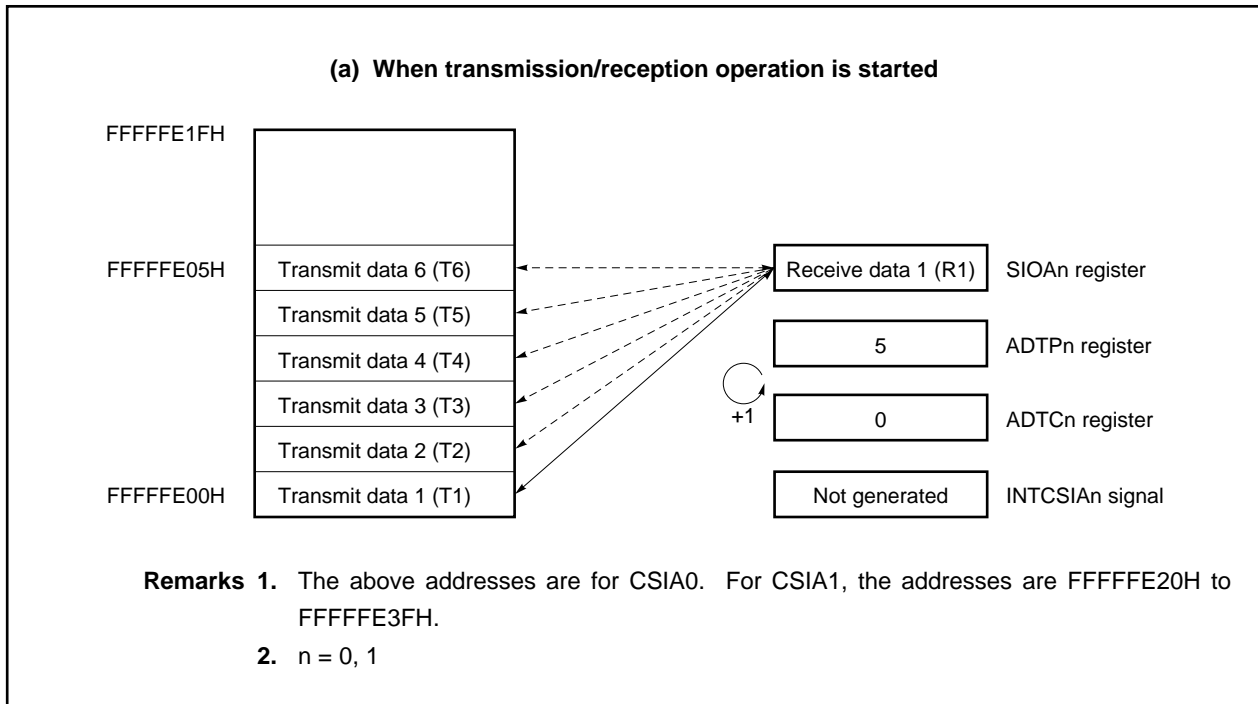 (a) When transmission/reception operation is started
FFFFFE1FH
FFFFFE05H
Transmit data 6 (T6)
Receive data 1 (R1)
SIOAn register
Transmit data 5 (T5)
5
ADTPn register
Transmit data 4 (T4)
Transmit data 3 (T3)
+1
0
ADTCn register
Transmit data 2 (T2)
FFFFFE00H
Transmit data 1 (T1)
Not generated
INTCSIAn signal
Remarks 1. The above addresses are for CSIA0. For CSIA1, the addresses are FFFFFE20H to
FFFFFE3FH.
2. n = 0, 1